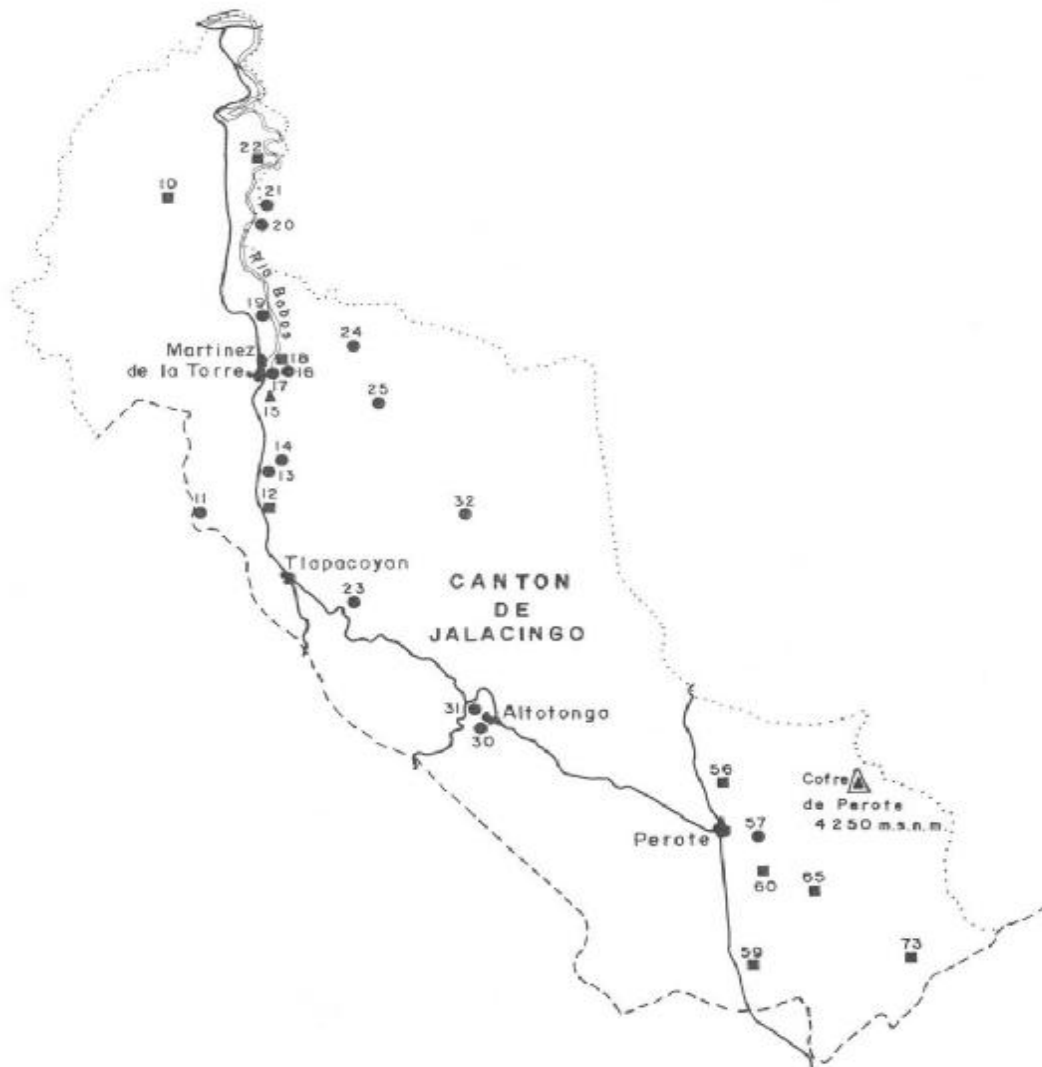 22
10
21
20
Río Bobos
19
24
Martinez
de la Torre
18
16
17
25
15
14
13
12
11
32
Tlapacoyan
23
CANTON
DE
JALACINGO
31
Altotonga
30
56
Cofre
de Perote
4250 m.s.n.m.
57
Perote
60
65
59
73